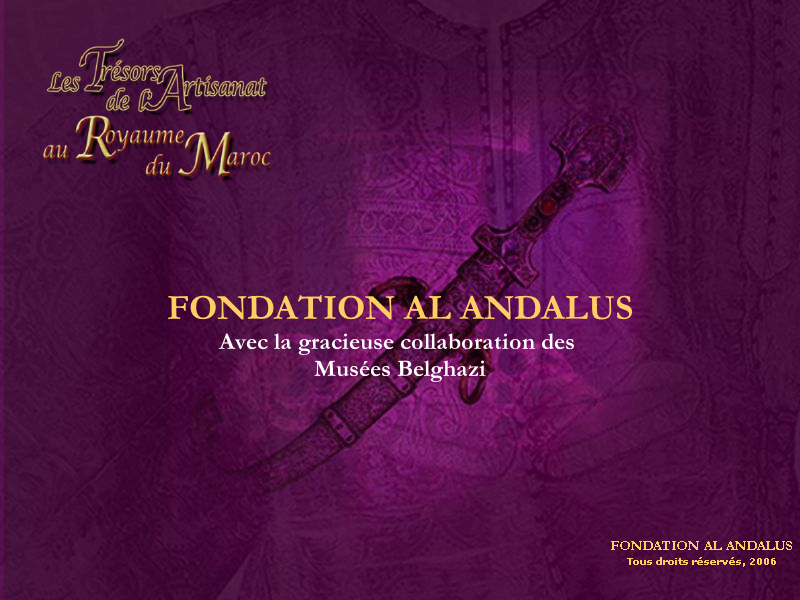 Les Trésors
de l'Artisanat
au Royaume
du Maroc
FONDATION AL ANDALUS
Avec la gracieuse collaboration des
Musées Belghazi
FONDATION AL ANDALUS
Tous droits réservés, 2006